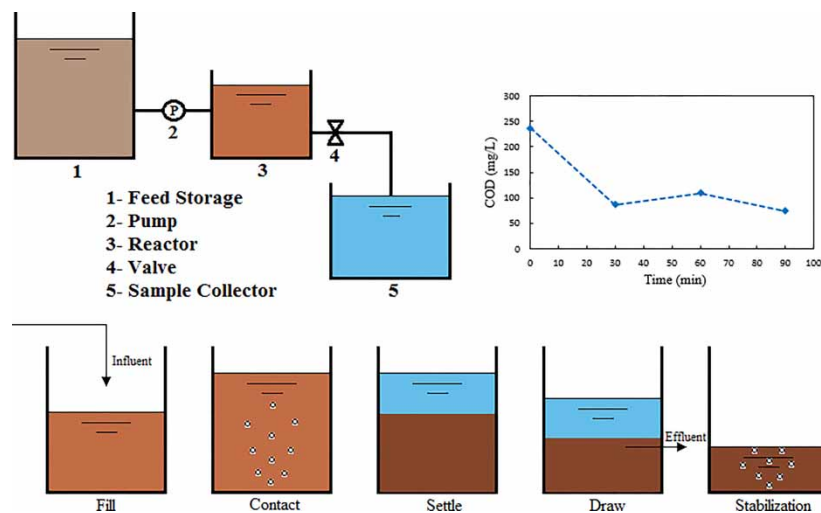 P
1
2
3
4
5
1- Feed Storage
2- Pump
3- Reactor
4- Valve
5- Sample Collector
COD (mg/L)
300
250
200
150
100
50
0
0 10 20 30 40 50 60 70 80 90 100
Time (min)
Influent
Effluent
Fill
Contact
Settle
Draw
Stabilization